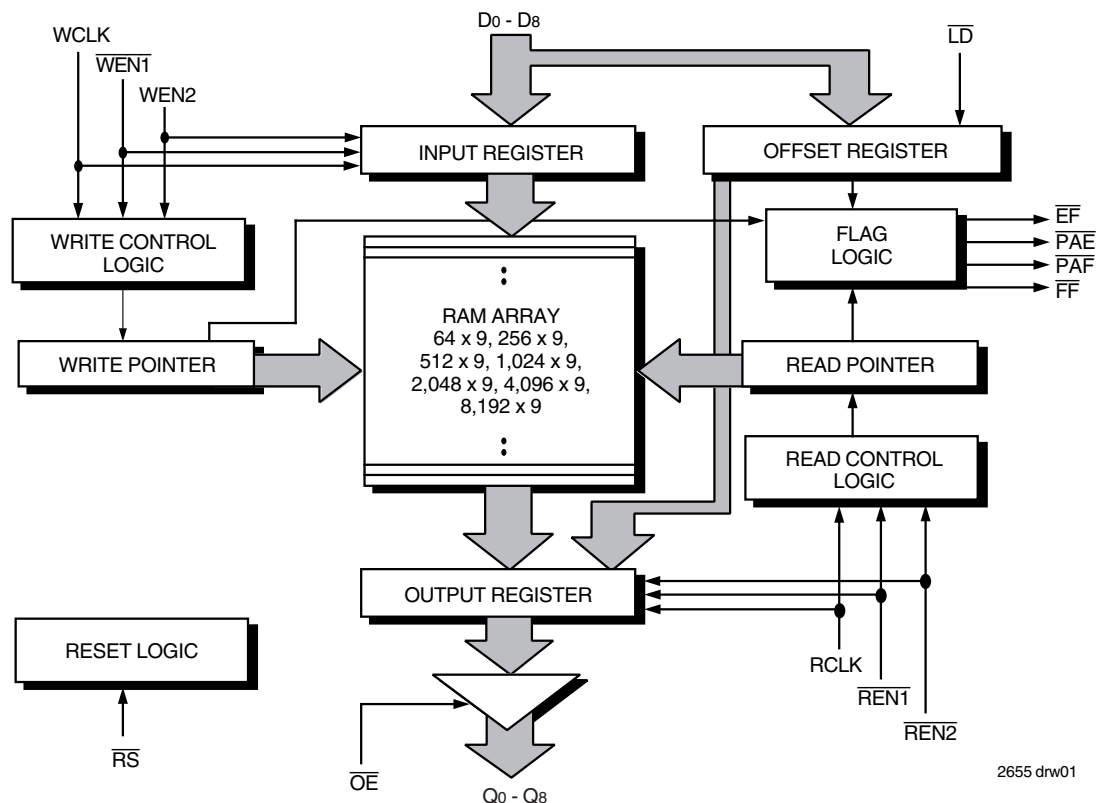 WCLK
WEN1
WEN2
D0 - D8
LD
INPUT REGISTER
OFFSET REGISTER
WRITE CONTROL
LOGIC
FLAG
LOGIC
EF
PAE
PAF
FF
RAM ARRAY
64 x 9, 256 x 9,
512 x 9, 1,024 x 9,
2,048 x 9, 4,096 x 9,
8,192 x 9
WRITE POINTER
READ POINTER
READ CONTROL
LOGIC
OUTPUT REGISTER
RESET LOGIC
RS
OE
Q0 - Q8
RCLK
REN1
REN2
2655 drw01